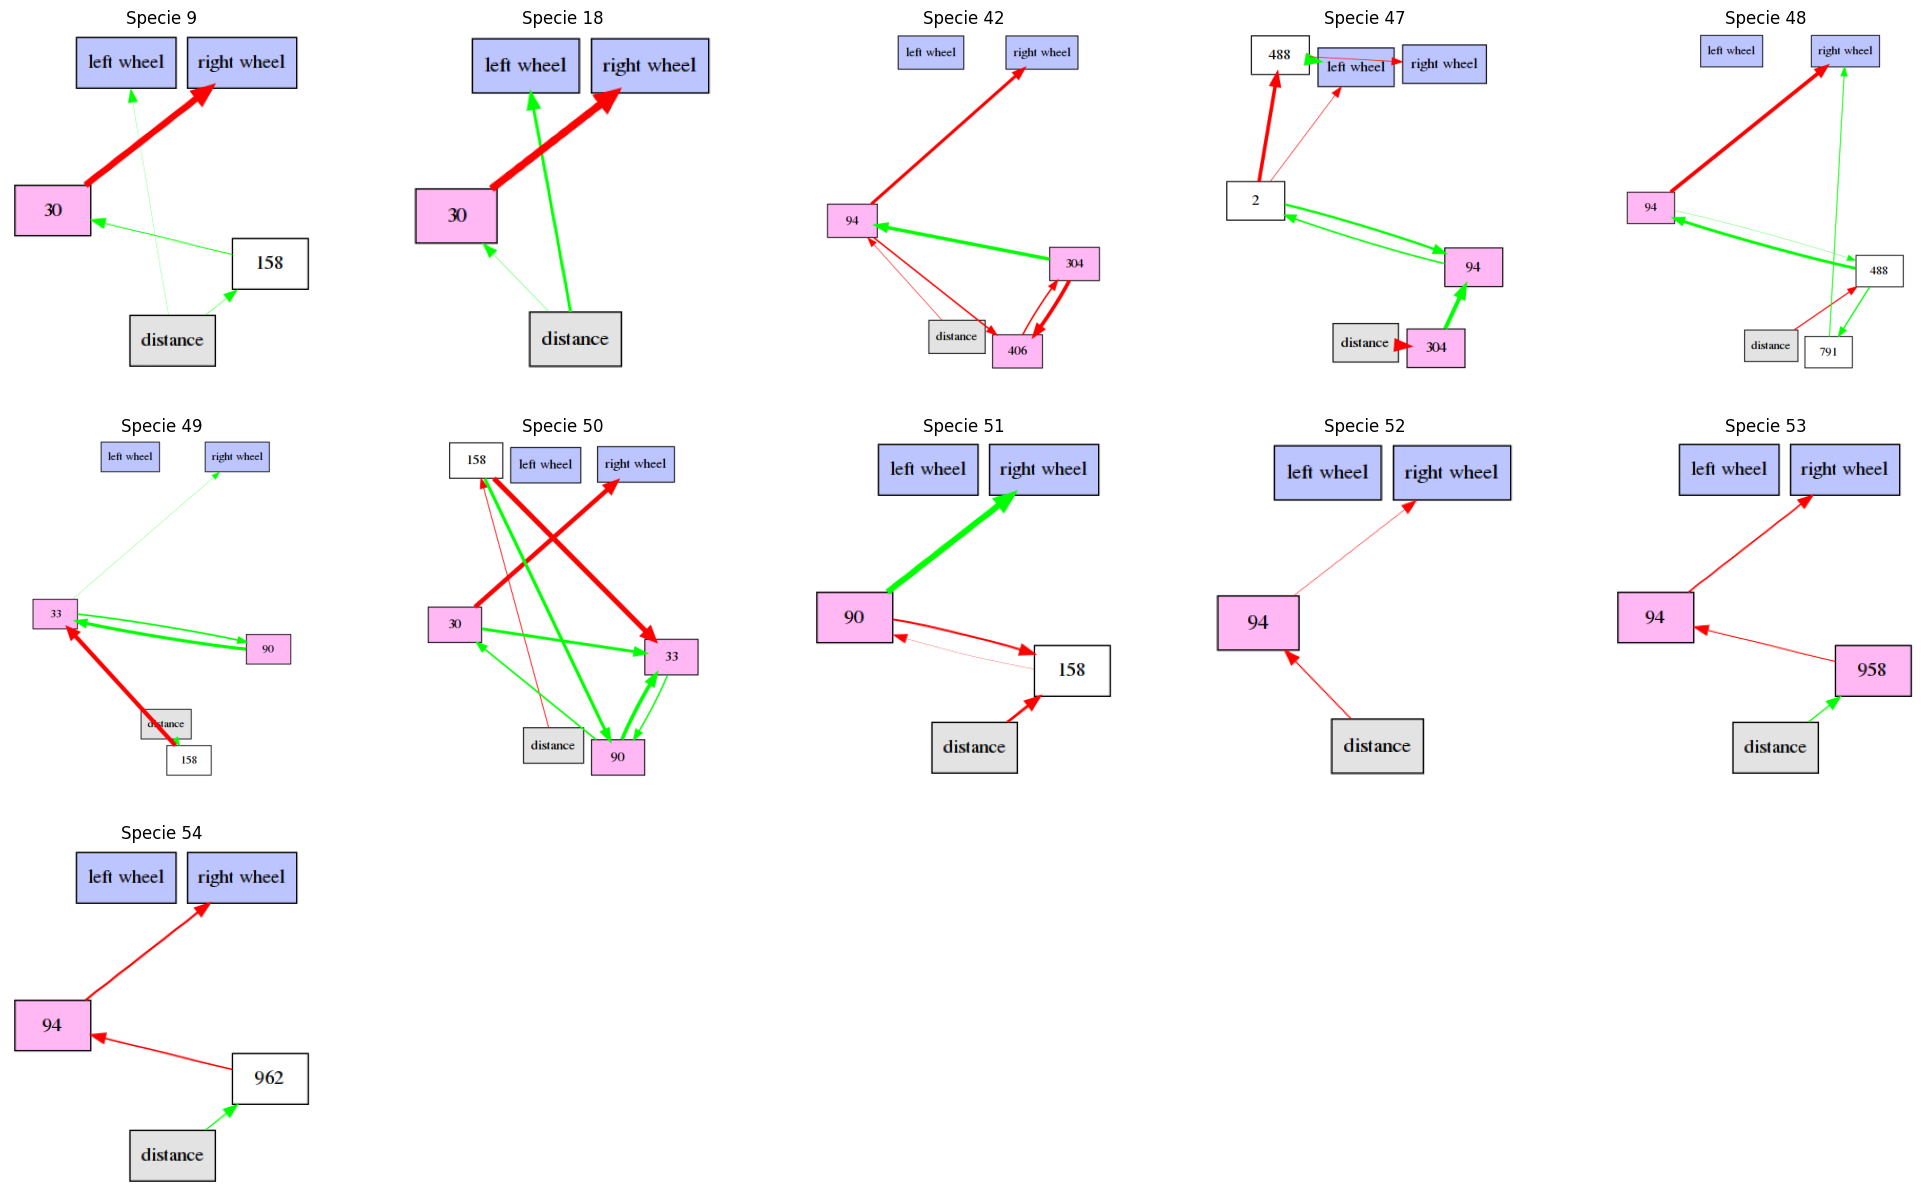 Specie 9
left wheel
right wheel
30
158
distance
Specie 18
left wheel
right wheel
30
distance
Specie 42
left wheel
right wheel
94
304
distance
406
Specie 47
488
left wheel
right wheel
2
94
distance
304
Specie 48
left wheel
right wheel
94
488
distance
791
Specie 49
left wheel
right wheel
33
90
distance
158
Specie 50
158
left wheel
right wheel
30
33
distance
90
Specie 51
left wheel
right wheel
90
158
distance
Specie 52
left wheel
right wheel
94
distance
Specie 53
left wheel
right wheel
94
958
distance
Specie 54
left wheel
right wheel
94
962
distance